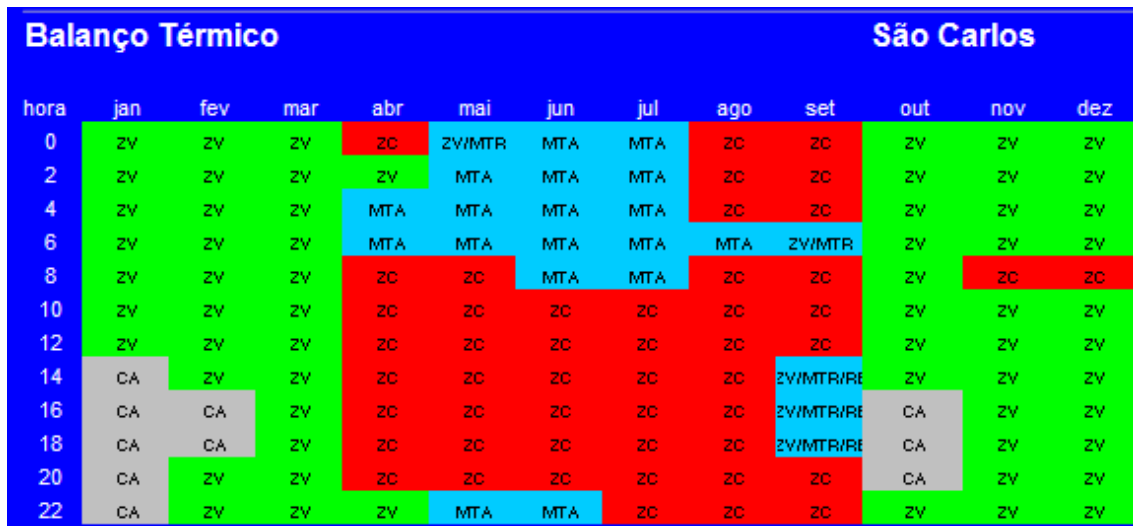 Balanço Térmico São Carlos
hora jan fev mar abr mai jun jul ago set out nov dez
0 ZV ZV ZV ZC ZV/MTR MTA MTA ZC ZC ZV ZV ZV
2 ZV ZV ZV ZV MTA MTA MTA ZC ZC ZV ZV ZV
4 ZV ZV ZV MTA MTA MTA MTA ZC ZC ZV ZV ZV
6 ZV ZV ZV MTA MTA MTA MTA MTA ZV/MTR ZV ZV ZV
8 ZV ZV ZV ZC ZC MTA MTA ZC ZC ZV ZC ZC
10 ZV ZV ZV ZC ZC ZC ZC ZC ZC ZV ZV ZV
12 ZV ZV ZV ZC ZC ZC ZC ZC ZC ZV ZV ZV
14 CA ZV ZV ZC ZC ZC ZC ZC ZV/MTR/RE ZV ZV ZV
16 CA CA ZV ZC ZC ZC ZC ZC ZV/MTR/RE CA ZV ZV
18 CA CA ZV ZC ZC ZC ZC ZC ZV/MTR/RE CA ZV ZV
20 CA ZV ZV ZC ZC ZC ZC ZC ZC CA ZV ZV
22 CA ZV ZV ZV MTA MTA ZC ZC ZC ZV ZV ZV